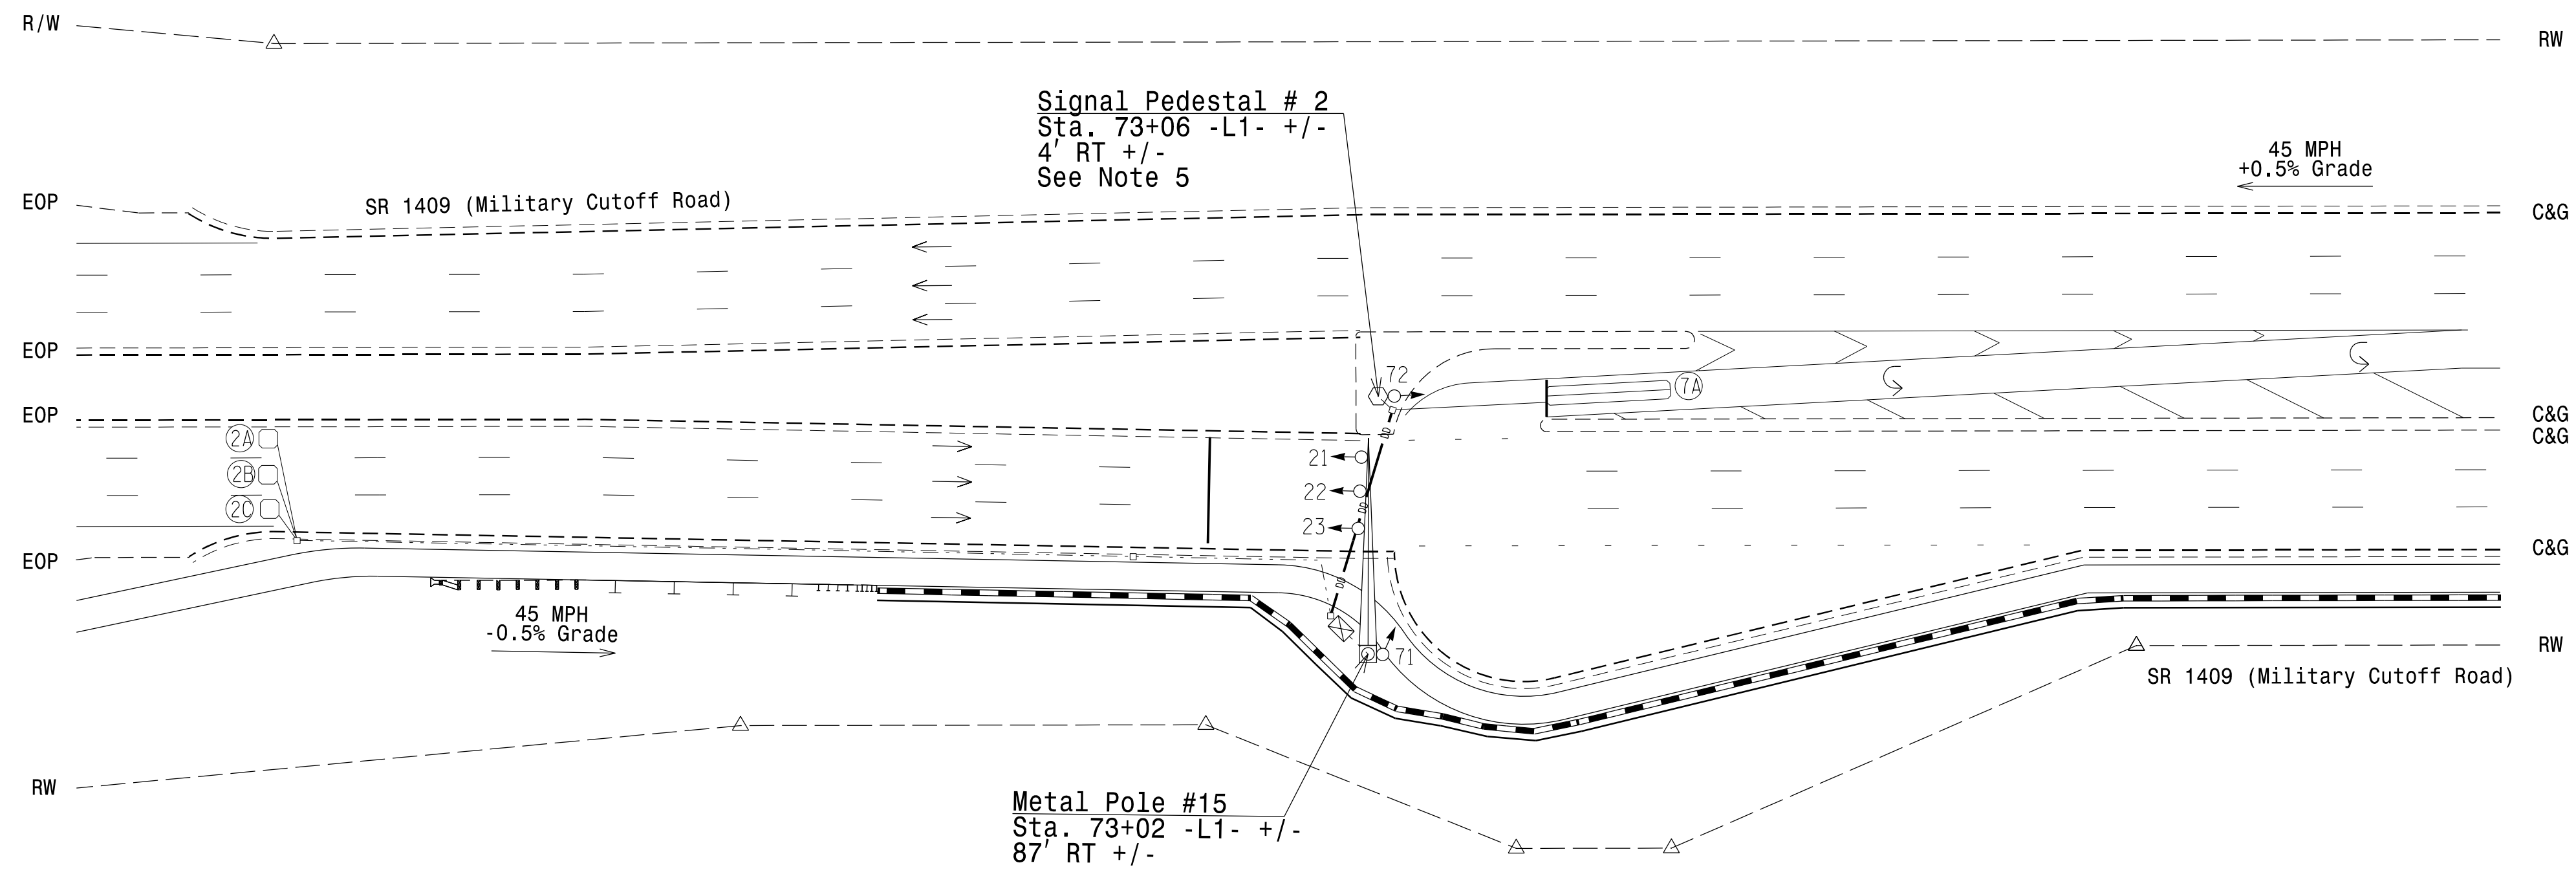 R/W
RW
Signal Pedestal # 2
Sta. 73+06 -L1- +/-
4' RT +/-
See Note 5
45 MPH
+0.5% Grade
EOP
SR 1409 (Military Cutoff Road)
C&G
EOP
72
7A
EOP
C&G
C&G
2A
DD
21
2B
22
2C
DD
23
EOP
C&G
DD
45 MPH
-0.5% Grade
71
RW
SR 1409 (Military Cutoff Road)
RW
Metal Pole #15
Sta. 73+02 -L1- +/-
87' RT +/-